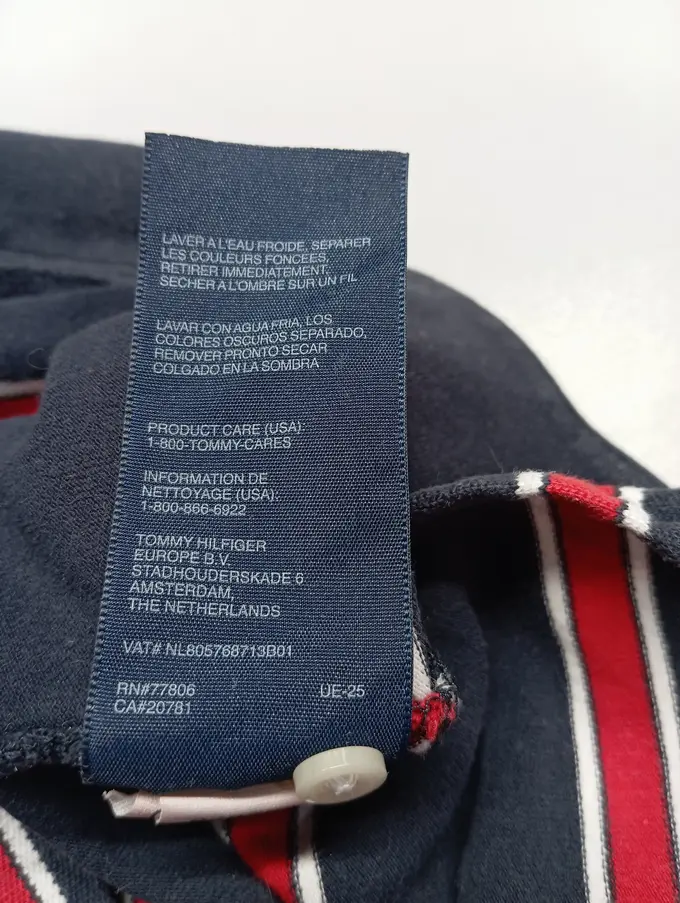 LAVER A L'EAU FROIDE, SEPARER
LES COULEURS FONCEES,
RETIRER IMMEDIATEMENT,
SECHER A L'OMBRE SUR UN FIL
LAVAR CON AGUA FRIA, LOS
COLORES OSCUROS SEPARADO,
REMOVER PRONTO SECAR
COLGADO EN LA SOMBRA
PRODUCT CARE (USA):
1-800-TOMMY-CARES
INFORMATION DE
NETTOYAGE (USA):
1-800-866-6922
TOMMY HILFIGER
EUROPE B.V.
STADHOUDERSKADE 6
AMSTERDAM,
THE NETHERLANDS
VAT# NL805768713B01
RN#77806 UE-25
CA#20781